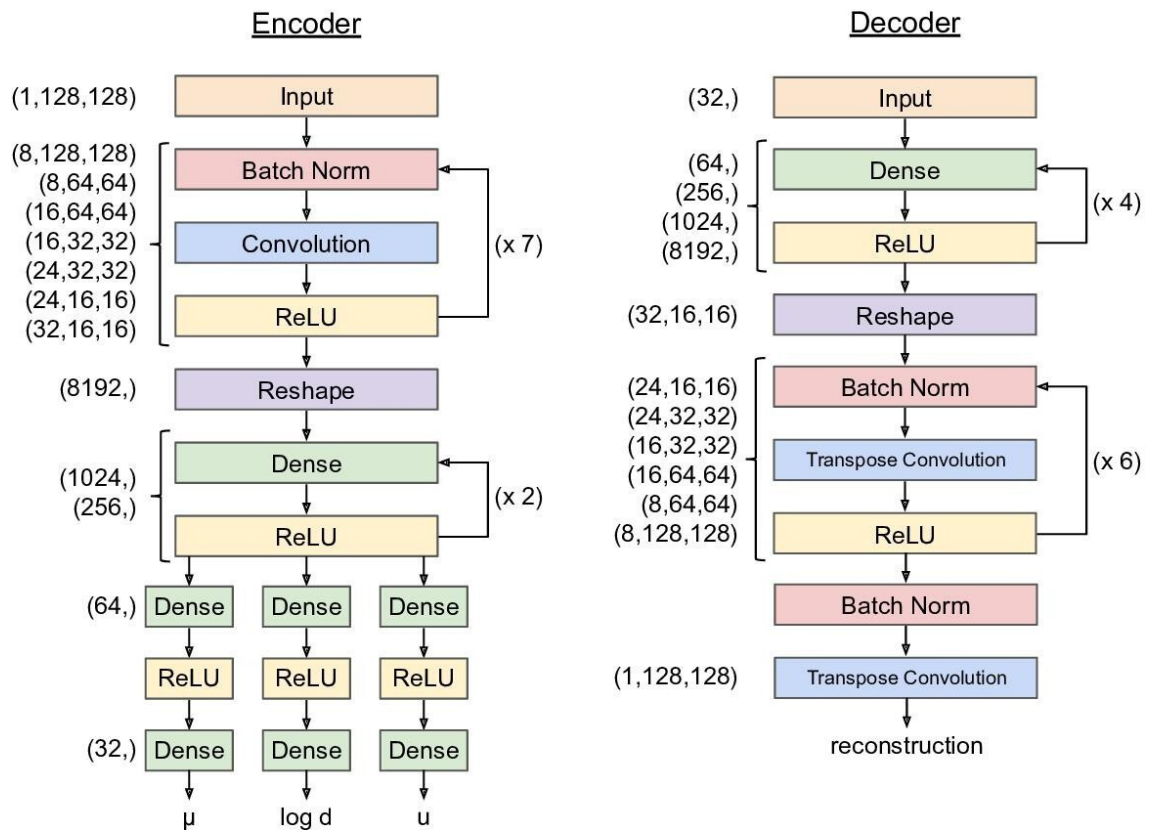 Encoder
(1,128,128)
Input
(8,128,128)
(8,64,64)
(16,64,64)
(16,32,32)
(24,32,32)
(24,16,16)
(32,16,16)
Batch Norm
Convolution
ReLU
(x 7)
(8192,)
Reshape
(1024,)
(256,)
Dense
ReLU
(x 2)
(64,)
Dense Dense Dense
ReLU ReLU ReLU
(32,)
Dense Dense Dense
μ log d u
Decoder
(32,)
Input
(64,)
(256,)
(1024,)
(8192,)
Dense
ReLU
(x 4)
(32,16,16)
Reshape
(24,16,16)
(24,32,32)
(16,32,32)
(16,64,64)
(8,64,64)
(8,128,128)
Batch Norm
Transpose Convolution
ReLU
(x 6)
Batch Norm
(1,128,128)
Transpose Convolution
reconstruction